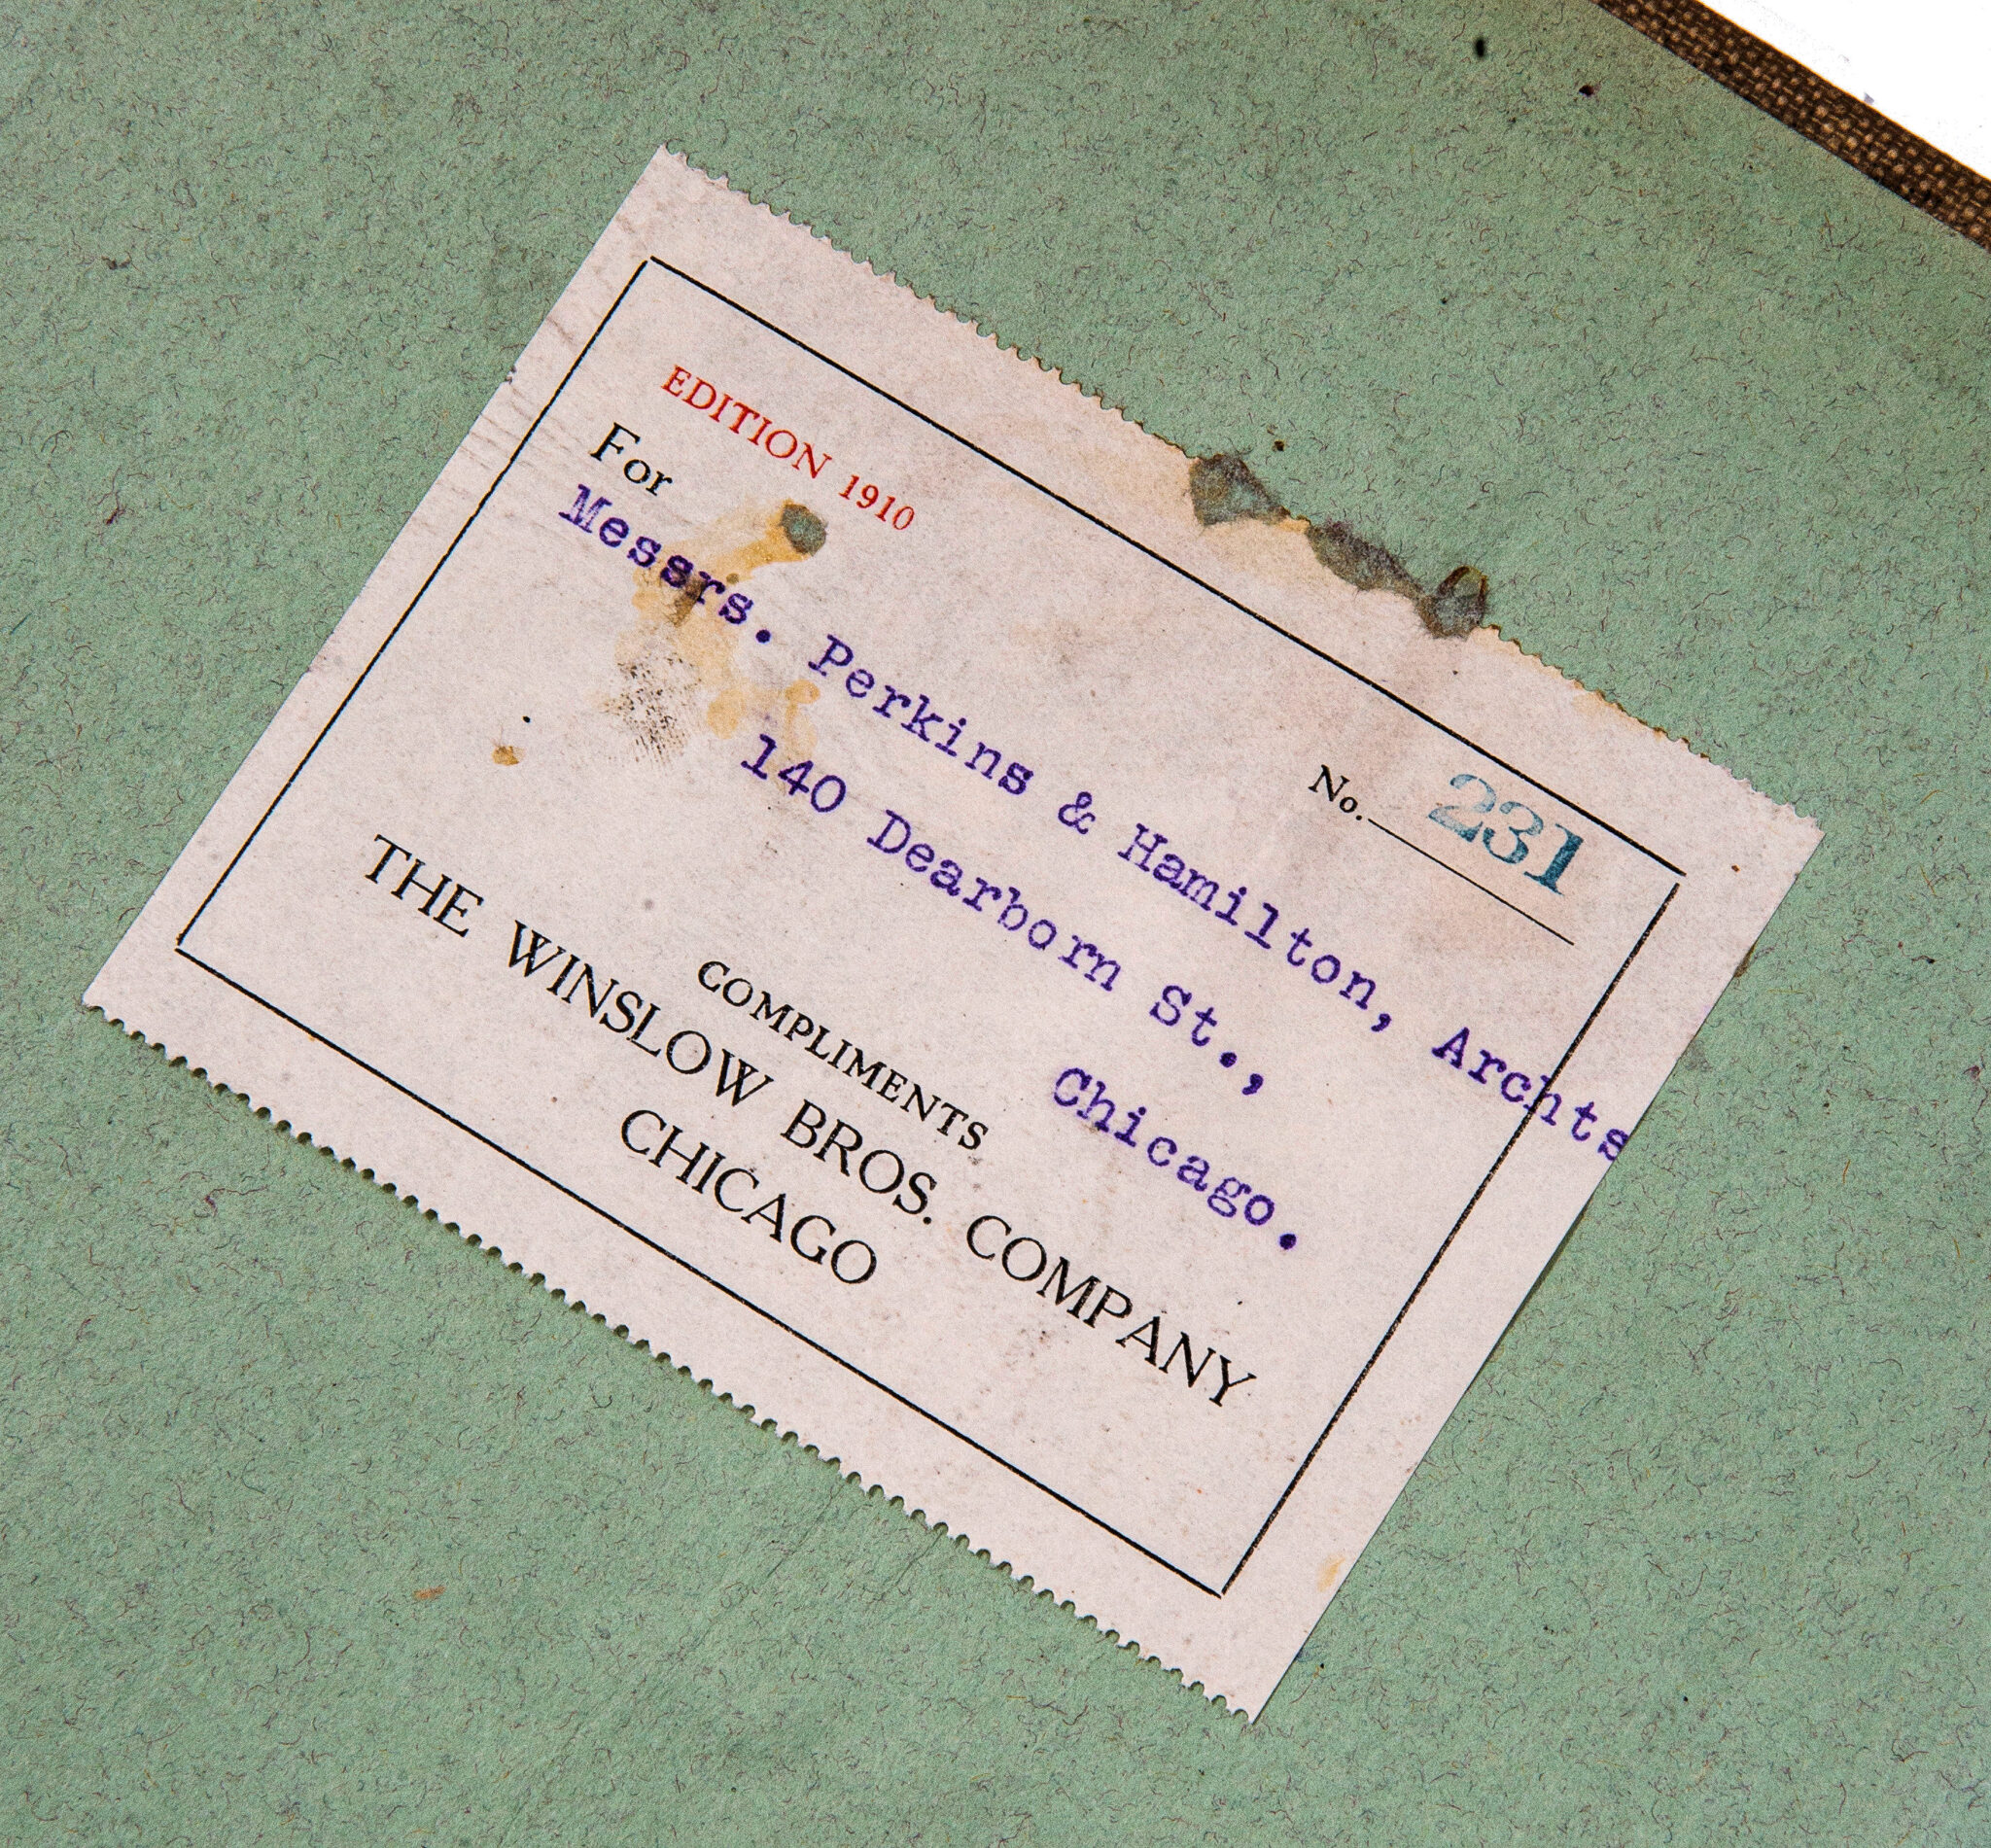 EDITION 1910
No. 231
For
Messrs. Perkins & Hamilton, Archts
140 Dearborn St.,
Chicago.
COMPLIMENTS
THE WINSLOW BROS. COMPANY
CHICAGO